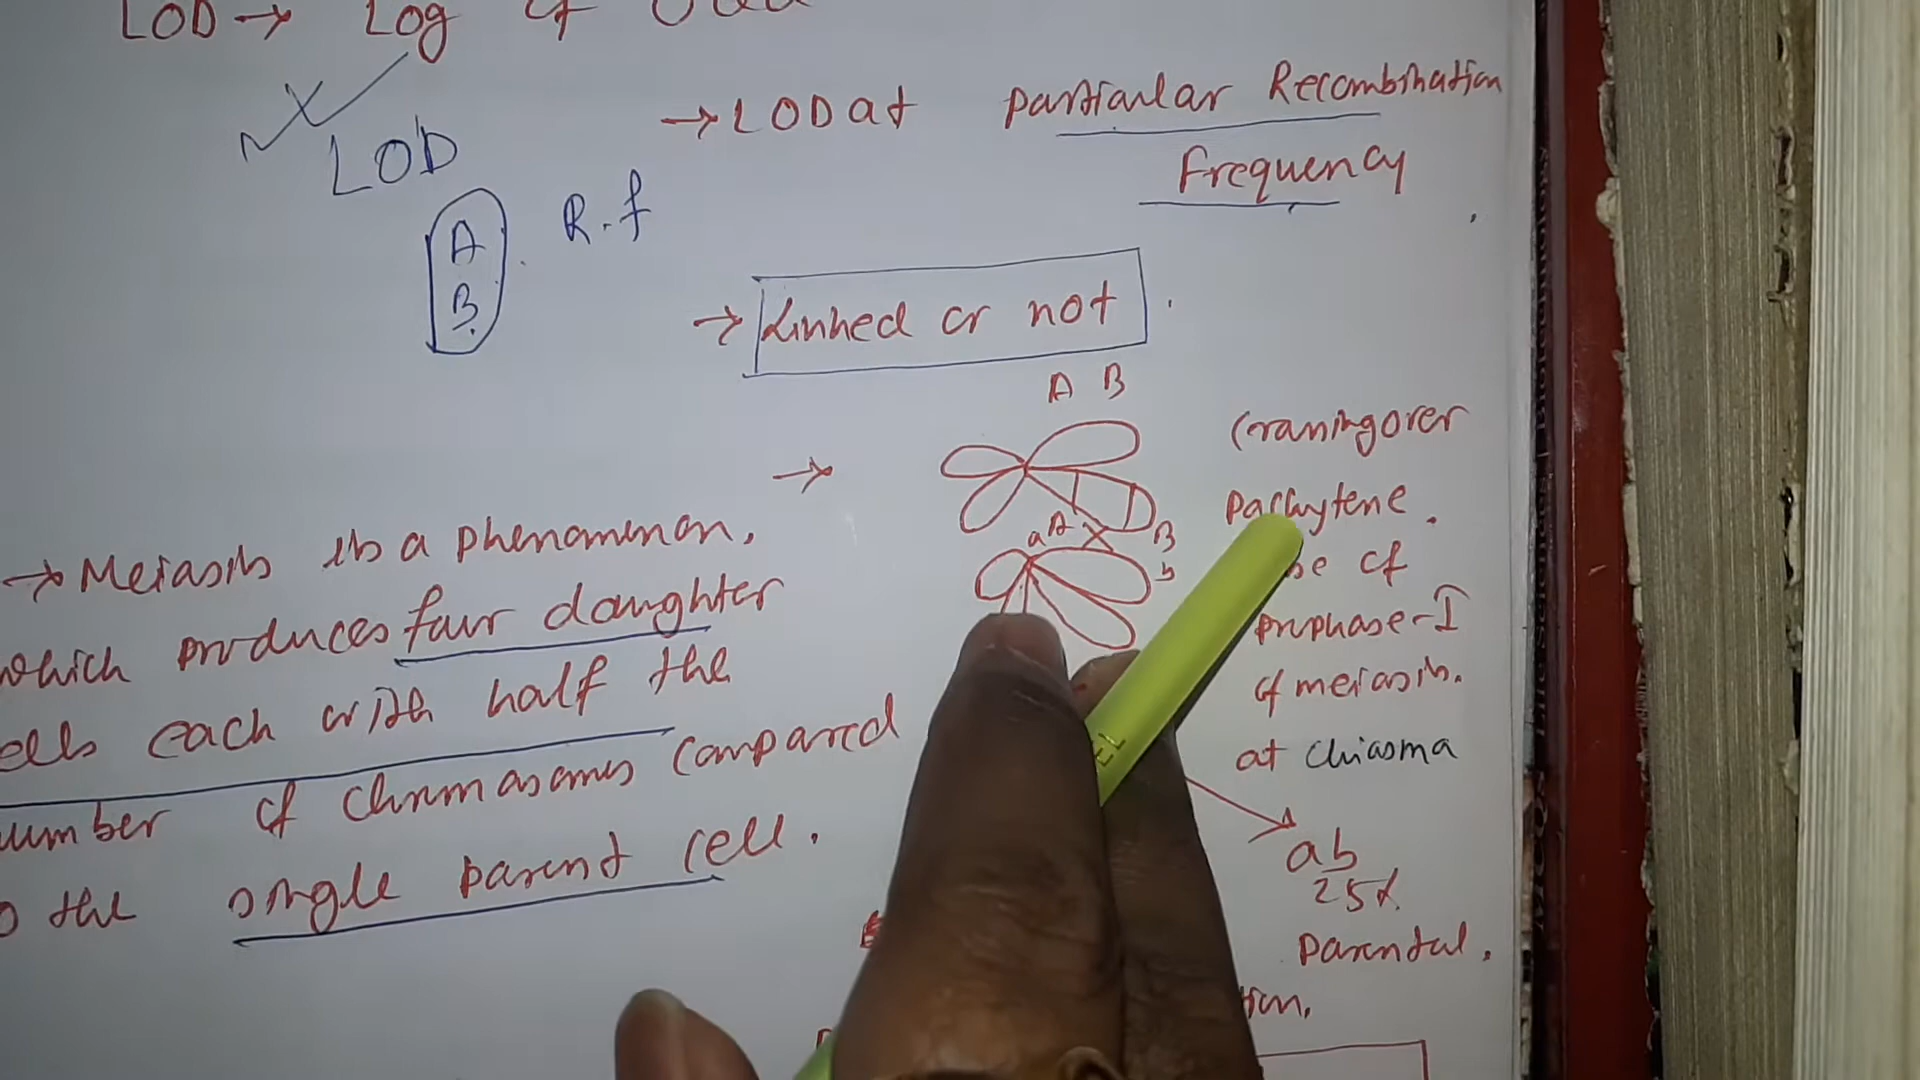 LOD → Log of Odd
→ LOD at particular Recombination
Frequency
LOD
A
B
R.f
→ Linked or not
A B
→
a A B
b
Crossing over
Pachytene
of
prophase-I
of meiosis.
at chiasma
→ Meiosis is a phenomenon.
which produces four daughter
each with half the
number of chromosomes compared
the single parent cell.
ab
25%
Parental.